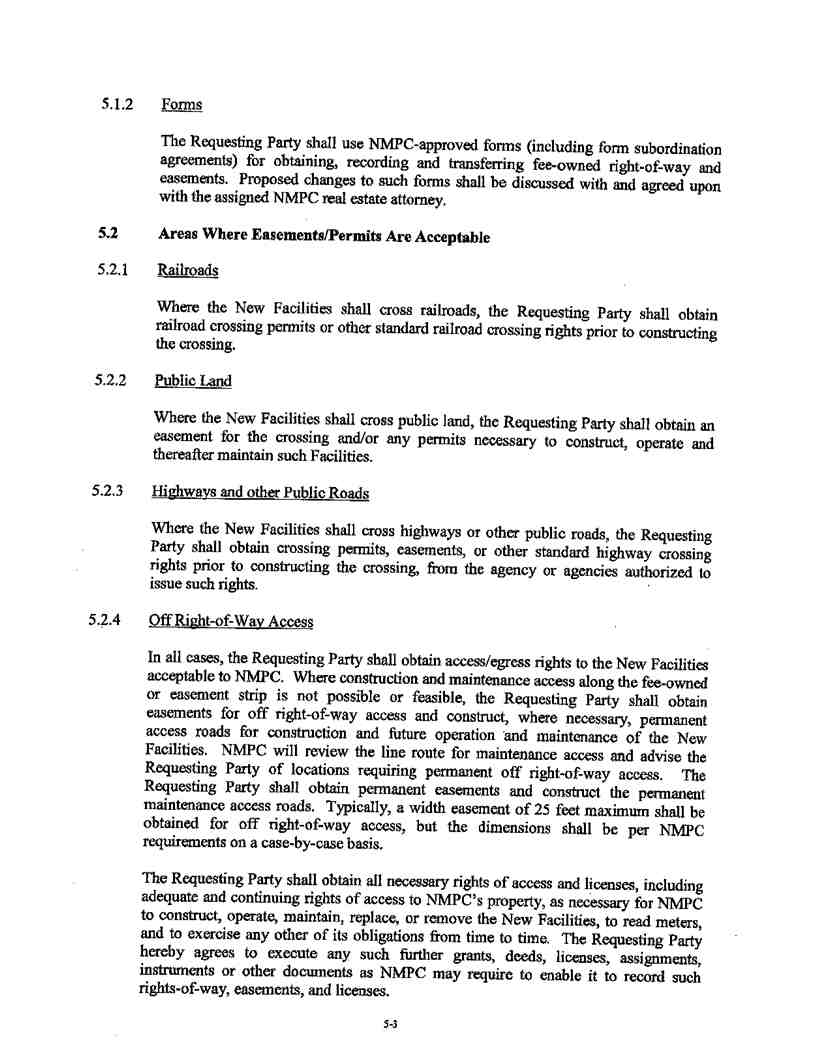 5.1.2 Forms
The Requesting Party shall use NMPC-approved forms (including form subordination
agreements) for obtaining, recording and transferring fee-owned right-of-way and
easements. Proposed changes to such forms shall be discussed with and agreed upon
with the assigned NMPC real estate attorney.
5.2 Areas Where Easements/Permits Are Acceptable
5.2.1 Railroads
Where the New Facilities shall cross railroads, the Requesting Party shall obtain
railroad crossing permits or other standard railroad crossing rights prior to constructing
the crossing.
5.2.2 Public Land
Where the New Facilities shall cross public land, the Requesting Party shall obtain an
easement for the crossing and/or any permits necessary to construct, operate and
thereafter maintain such Facilities.
5.2.3 Highways and other Public Roads
Where the New Facilities shall cross highways or other public roads, the Requesting
Party shall obtain crossing permits, easements, or other standard highway crossing
rights prior to constructing the crossing, from the agency or agencies authorized to
issue such rights.
5.2.4 Off Right-of-Way Access
In all cases, the Requesting Party shall obtain access/egress rights to the New Facilities
acceptable to NMPC. Where construction and maintenance access along the fee-owned
or easement strip is not possible or feasible, the Requesting Party shall obtain
easements for off right-of-way access and construct, where necessary, permanent
access roads for construction and future operation and maintenance of the New
Facilities. NMPC will review the line route for maintenance access and advise the
Requesting Party of locations requiring permanent off right-of-way access. The
Requesting Party shall obtain permanent easements and construct the permanent
maintenance access roads. Typically, a width easement of 25 feet maximum shall be
obtained for off right-of-way access, but the dimensions shall be per NMPC
requirements on a case-by-case basis.
The Requesting Party shall obtain all necessary rights of access and licenses, including
adequate and continuing rights of access to NMPC's property, as necessary for NMPC
to construct, operate, maintain, replace, or remove the New Facilities, to read meters,
and to exercise any other of its obligations from time to time. The Requesting Party
hereby agrees to execute any such further grants, deeds, licenses, assignments,
instruments or other documents as NMPC may require to enable it to record such
rights-of-way, easements, and licenses.
5-3